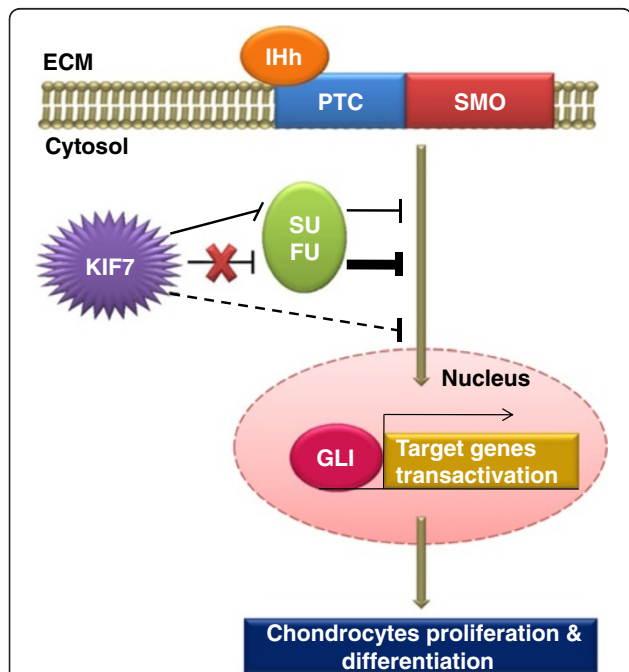 IHh
ECM
PTC
SMO
Cytosol
SU
FU
KIF7
Nucleus
GLI
Target genes
transactivation
Chondrocytes proliferation &
differentiation